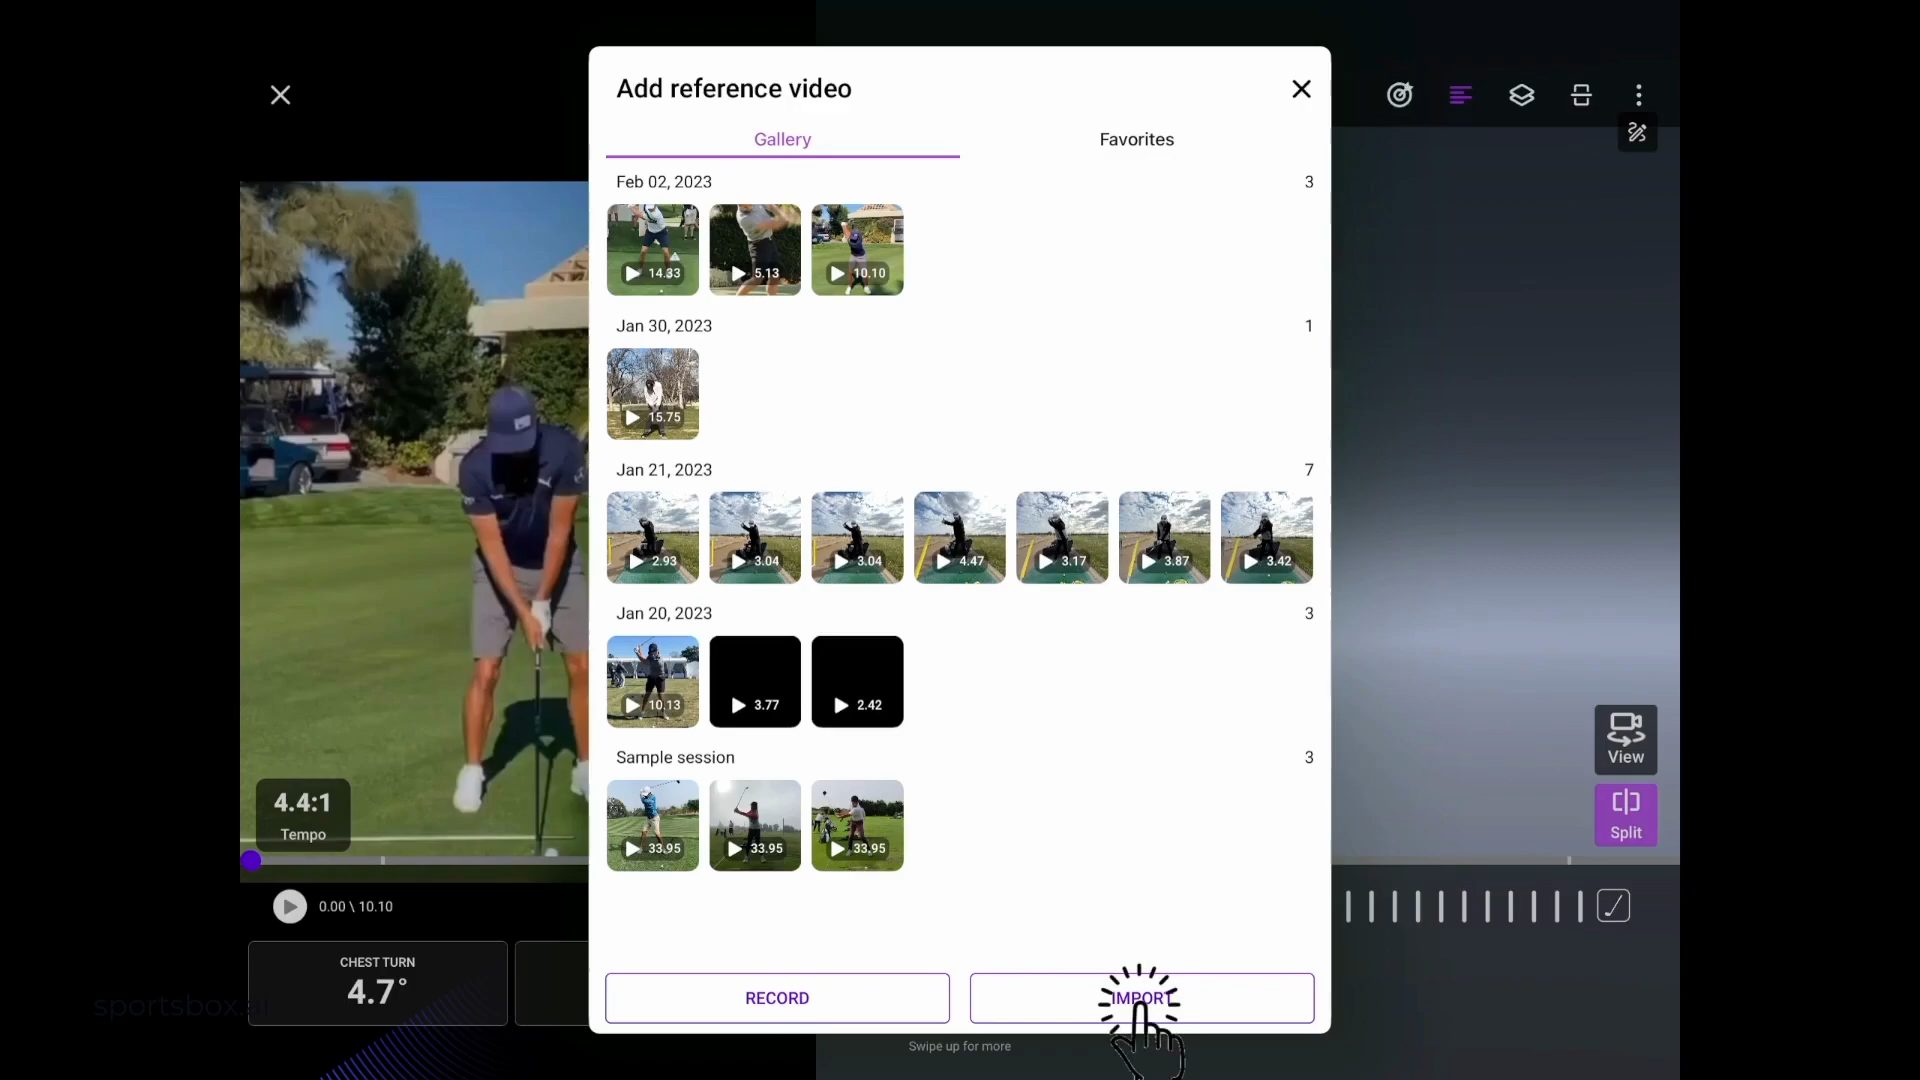 Add reference video
Gallery
Favorites
Feb 02, 2023
3
14.33
5.13
10.10
Jan 30, 2023
1
15.75
Jan 21, 2023
7
2.93
3.04
3.04
4.47
3.17
3.87
3.42
Jan 20, 2023
3
10.13
3.77
2.42
Sample session
3
33.95
33.95
33.95
RECORD
IMPORT
Swipe up for more
4.4:1
Tempo
0.00 \ 10.10
CHEST TURN
4.7°
sportsbox.ai
View
Split